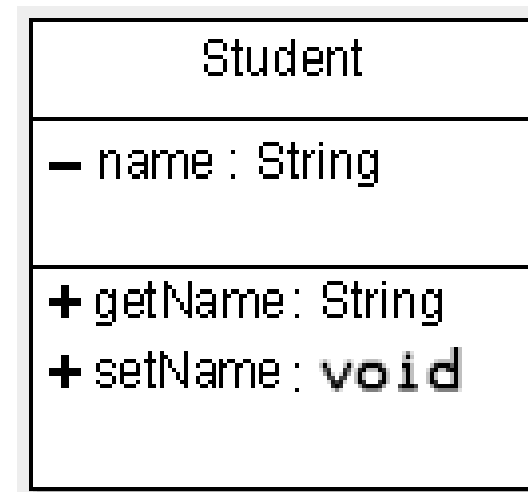 Student
– name : String
+ getName : String
+ setName : void